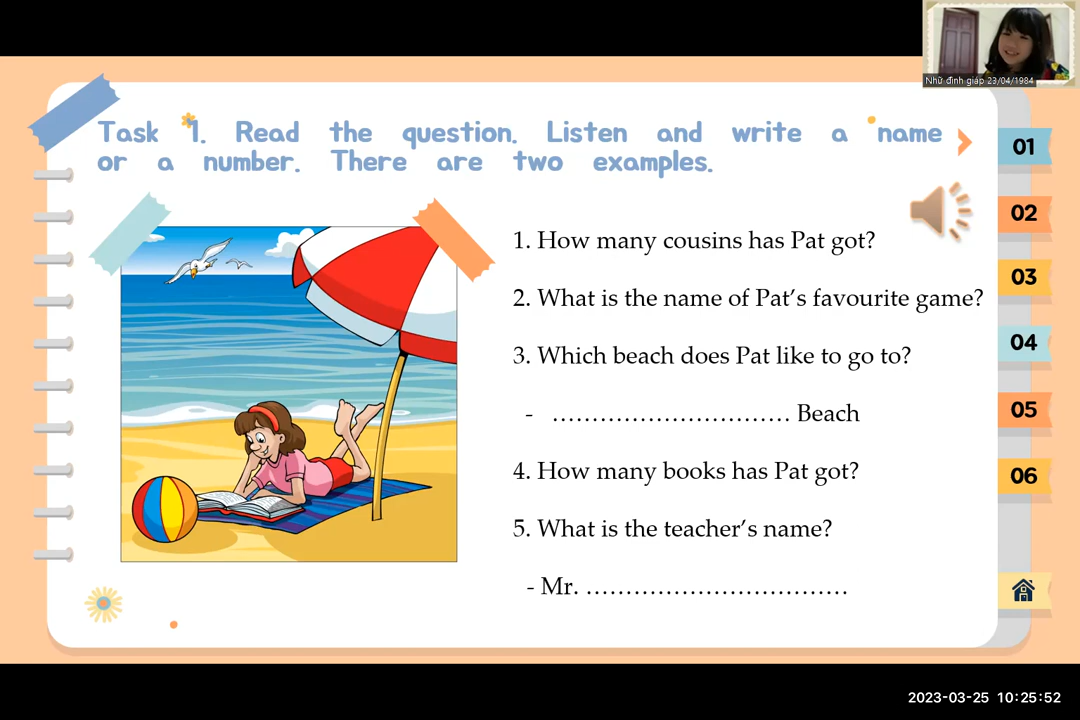 Nhữ đình giáp 23/04/1984
Task 1. Read the question. Listen and write a name
or a number. There are two examples.
1. How many cousins has Pat got?
2. What is the name of Pat's favourite game?
3. Which beach does Pat like to go to?
- ................................ Beach
4. How many books has Pat got?
5. What is the teacher's name?
- Mr. ................................
01
02
03
04
05
06
2023-03-25 10:25:52